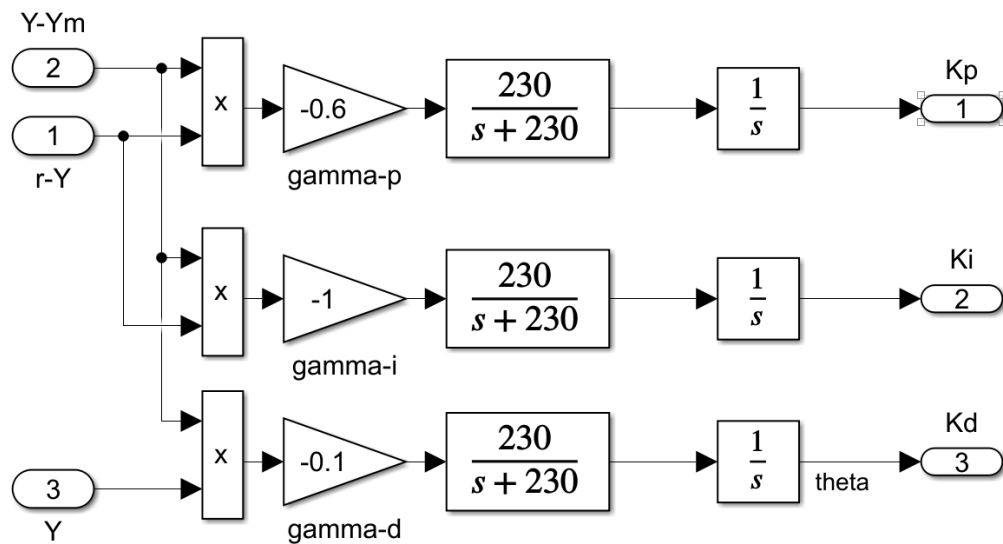 Y-Ym
2
1
r-Y
x
-0.6
gamma-p
230
s + 230
1
s
Kp
1
x
-1
gamma-i
230
s + 230
1
s
Ki
2
3
Y
x
-0.1
gamma-d
230
s + 230
1
s
theta
Kd
3